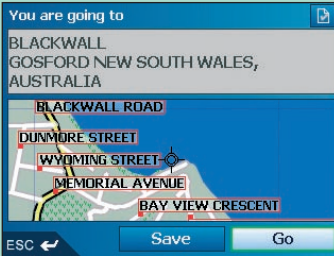 You are going to
BLACKWALL
GOSFORD NEW SOUTH WALES,
AUSTRALIA
BLACKWALL ROAD
DUNMORE STREET
WYOMING STREET
MEMORIAL AVENUE
BAY VIEW CRESCENT
ESC
Save
Go